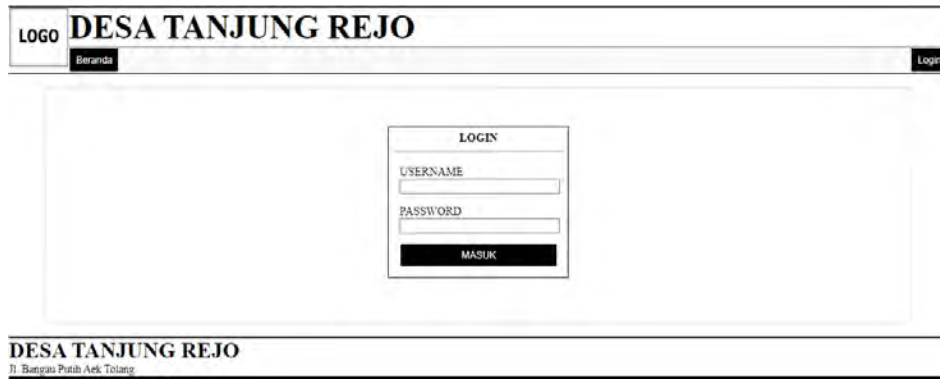 LOGO
DESA TANJUNG REJO
Beranda
Login
LOGIN
USERNAME
PASSWORD
MASUK
DESA TANJUNG REJO
Jl. Bangau Putih Aek Tolang